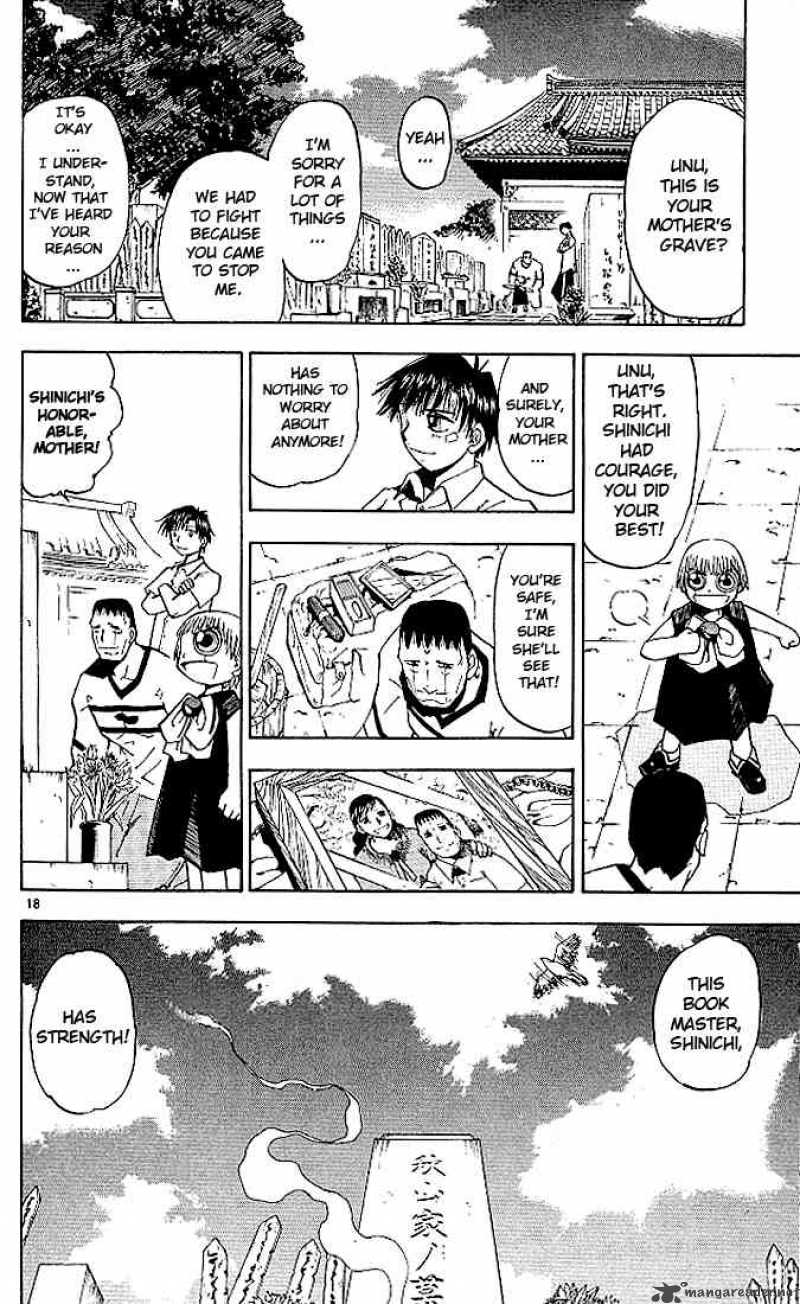 UNU,
THIS IS
YOUR
MOTHER'S
GRAVE?
YEAH
...
I'M
SORRY
FOR A
LOT OF
THINGS
...
WE HAD
TO FIGHT
BECAUSE
YOU CAME
TO STOP
ME.
IT'S
OKAY
...
I UNDER-
STAND,
NOW THAT
I'VE HEARD
YOUR
REASON
...
UNU,
THAT'S
RIGHT.
SHINICHI
HAD
COURAGE,
YOU DID
YOUR
BEST!
AND
SURELY,
YOUR
MOTHER
...
HAS
NOTHING TO
WORRY
ABOUT
ANYMORE!
YOU'RE
SAFE,
I'M
SURE
SHE'LL
SEE
THAT!
SHINICHI'S
HONOR-
ABLE,
MOTHER!
18
THIS
BOOK
MASTER,
SHINICHI,
HAS
STRENGTH!
秋山家ノ墓
mangareader.net